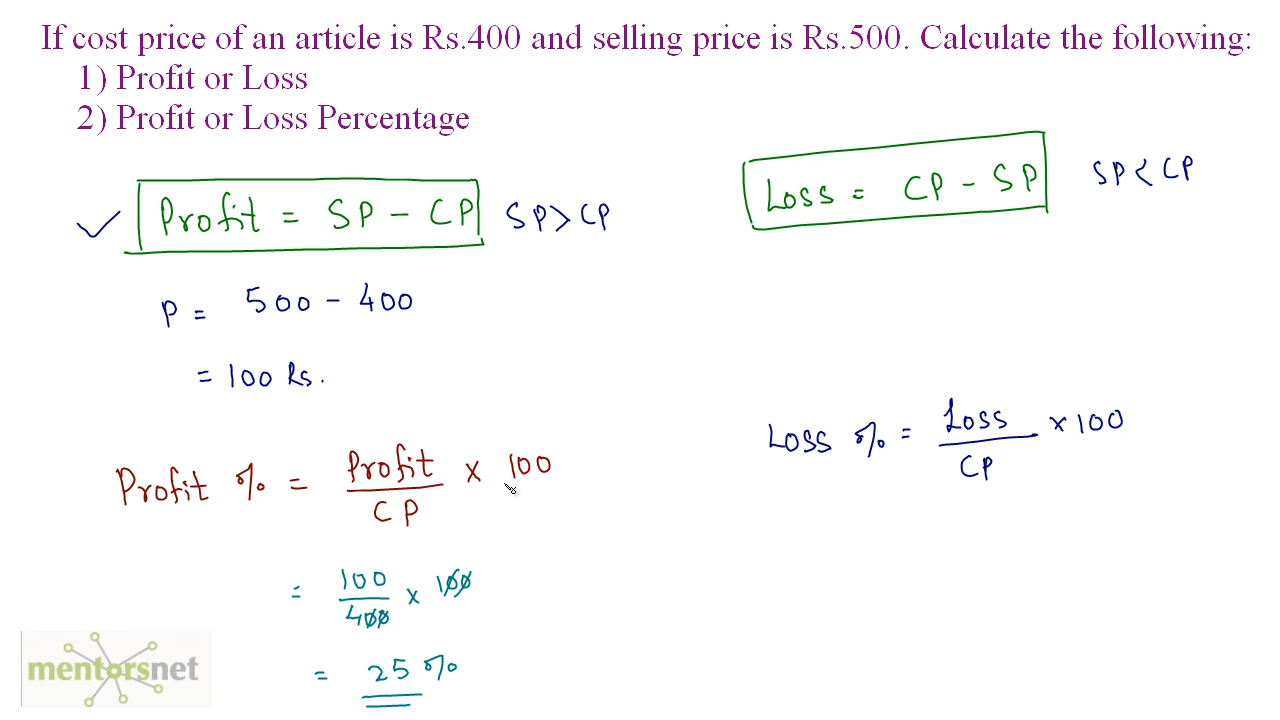 If cost price of an article is Rs.400 and selling price is Rs.500. Calculate the following:
1) Profit or Loss
2) Profit or Loss Percentage
Profit = SP - CP SP > CP
Loss = CP - SP SP < CP
P = 500 - 400
= 100 Rs.
Profit % = Profit / CP × 100
Loss % = Loss / CP × 100
= 100 / 400 × 100
= 25 %
mentorsnet